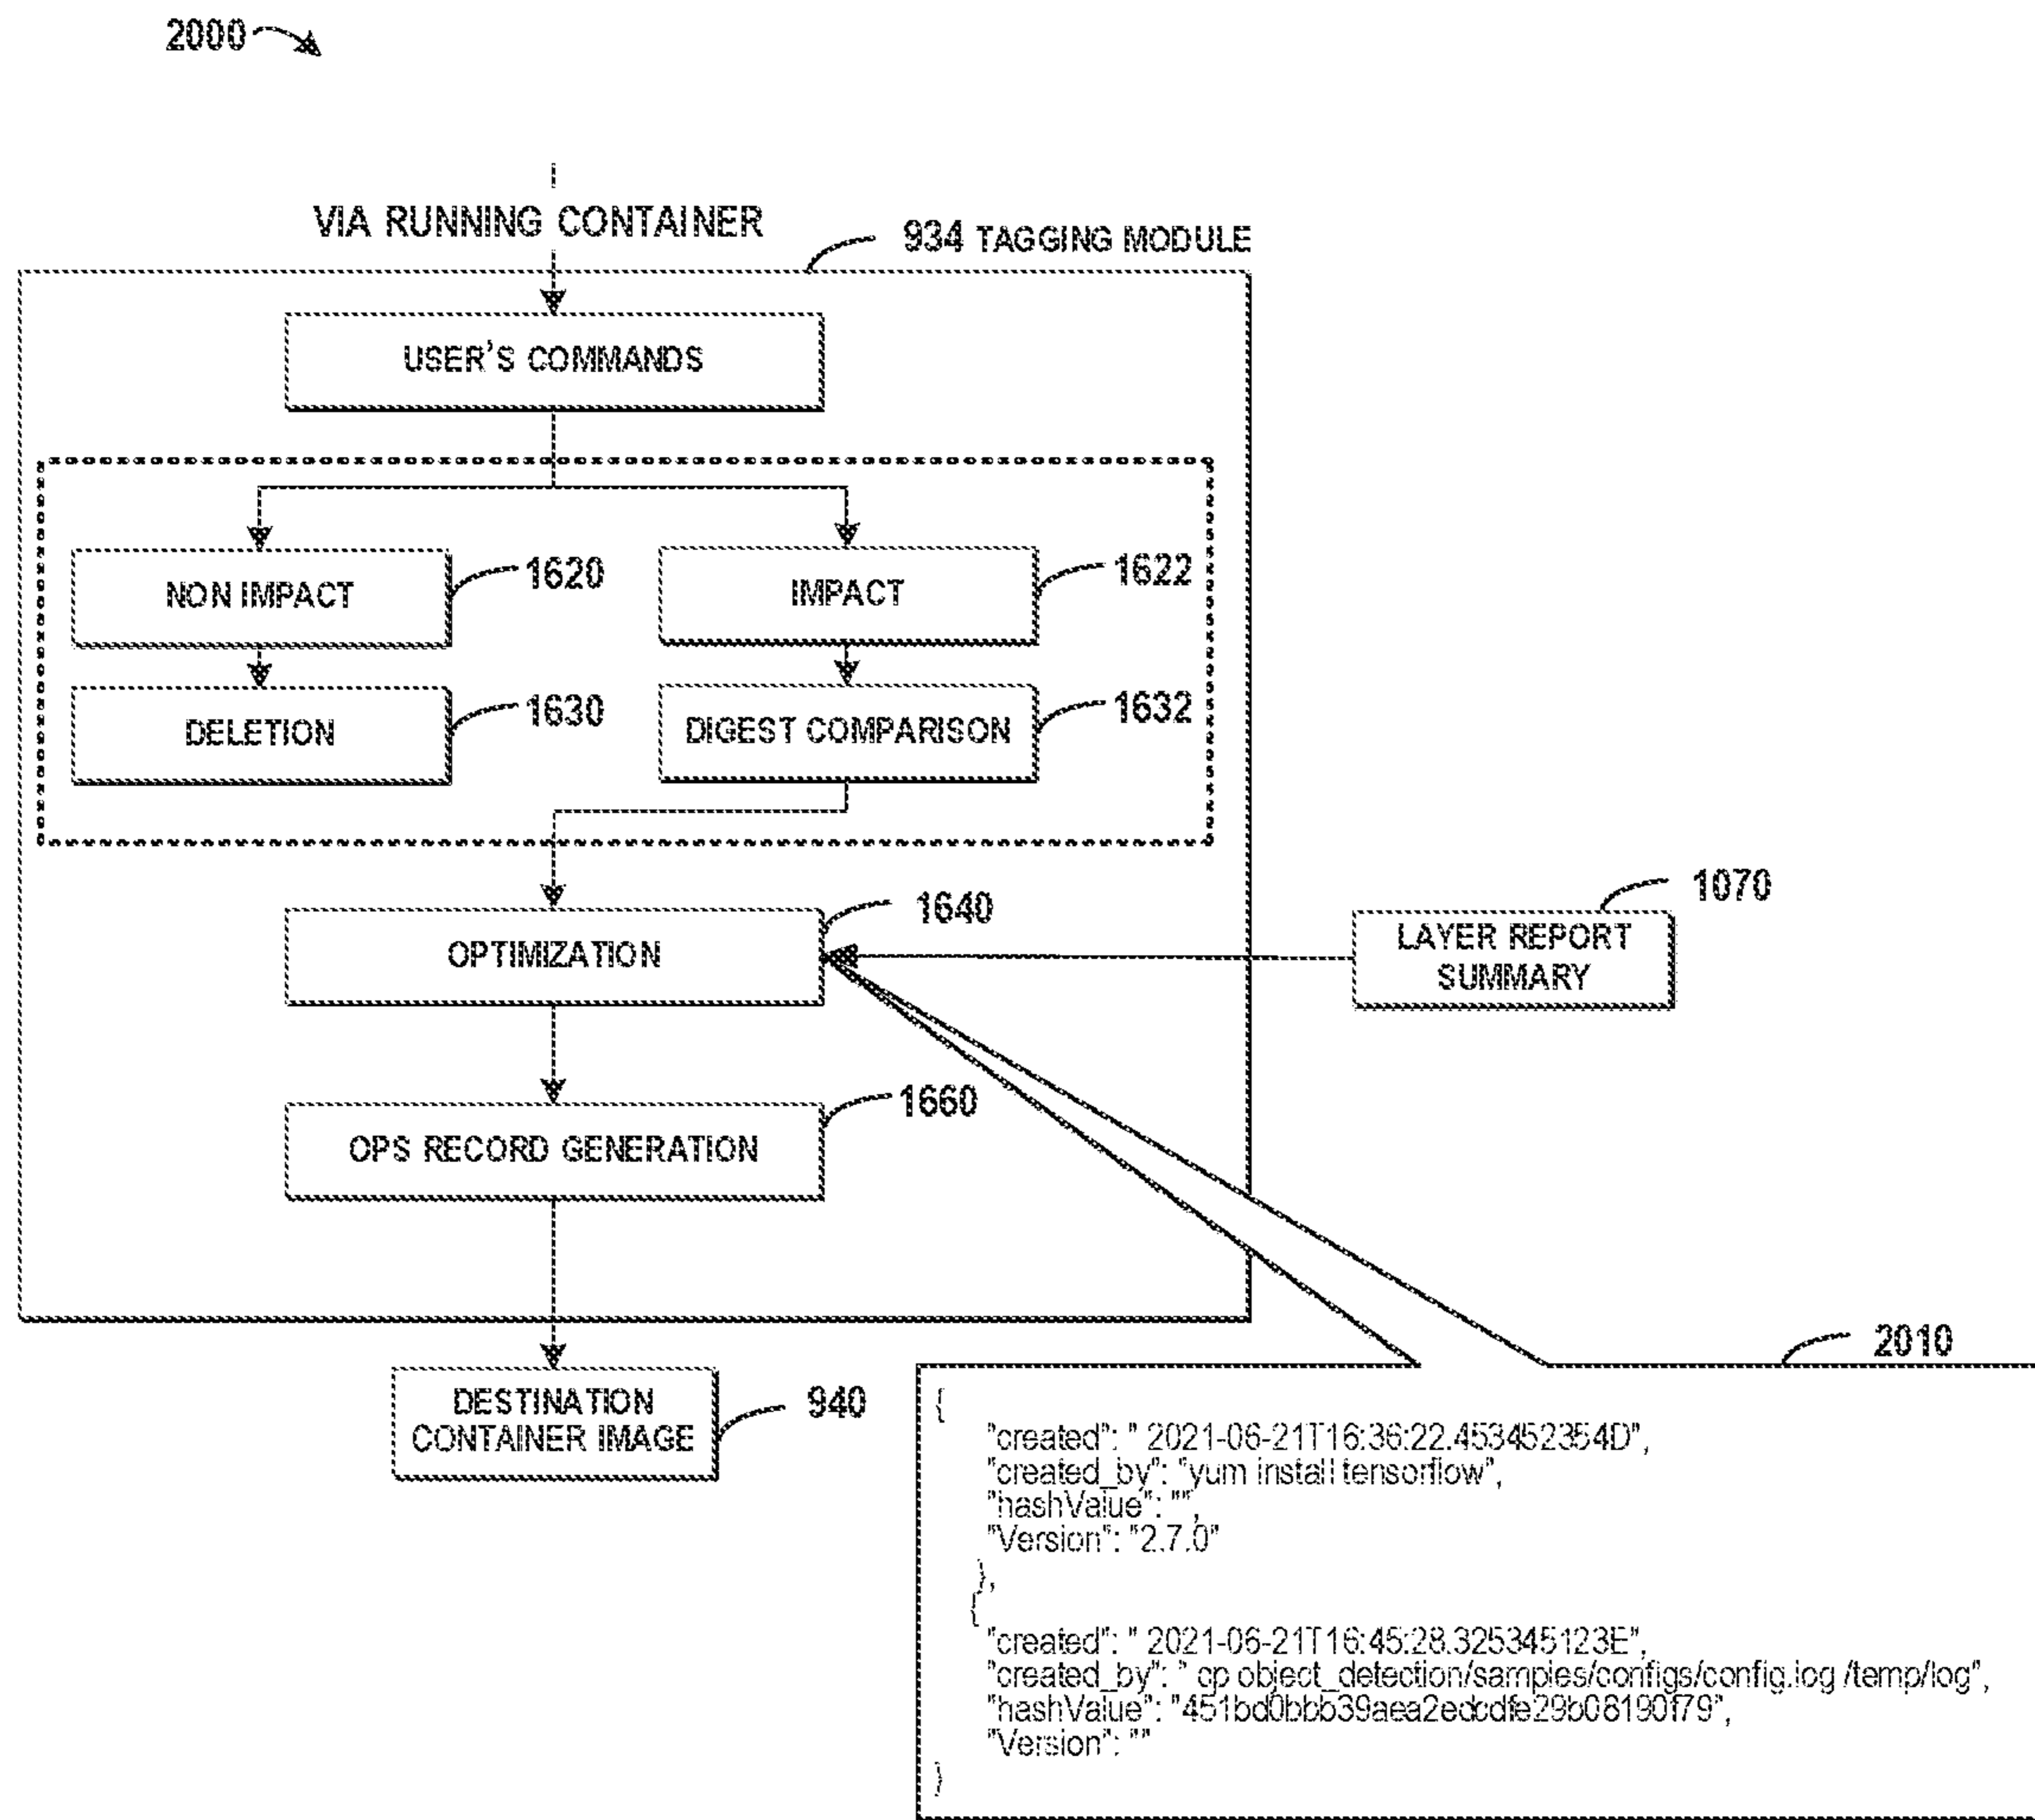 2000
VIA RUNNING CONTAINER
934 TAGGING MODULE
USER'S COMMANDS
NON IMPACT
1620
IMPACT
1622
DELETION
1630
DIGEST COMPARISON
1632
OPTIMIZATION
1640
LAYER REPORT
SUMMARY
1070
OPS RECORD GENERATION
1660
DESTINATION
CONTAINER IMAGE
940
2010
{
"created": " 2021-06-21T16:36:22.453452354D",
"created_by": "yum install tensorflow",
"hashValue": "",
"Version": "2.7.0"
},
{
"created": " 2021-06-21T16:45:28.325345123E",
"created_by": " cp object_detection/samples/configs/config.log /temp/log",
"hashValue": "451bd0bbb39aea2edcdfe29b08190f79",
"Version": ""
}